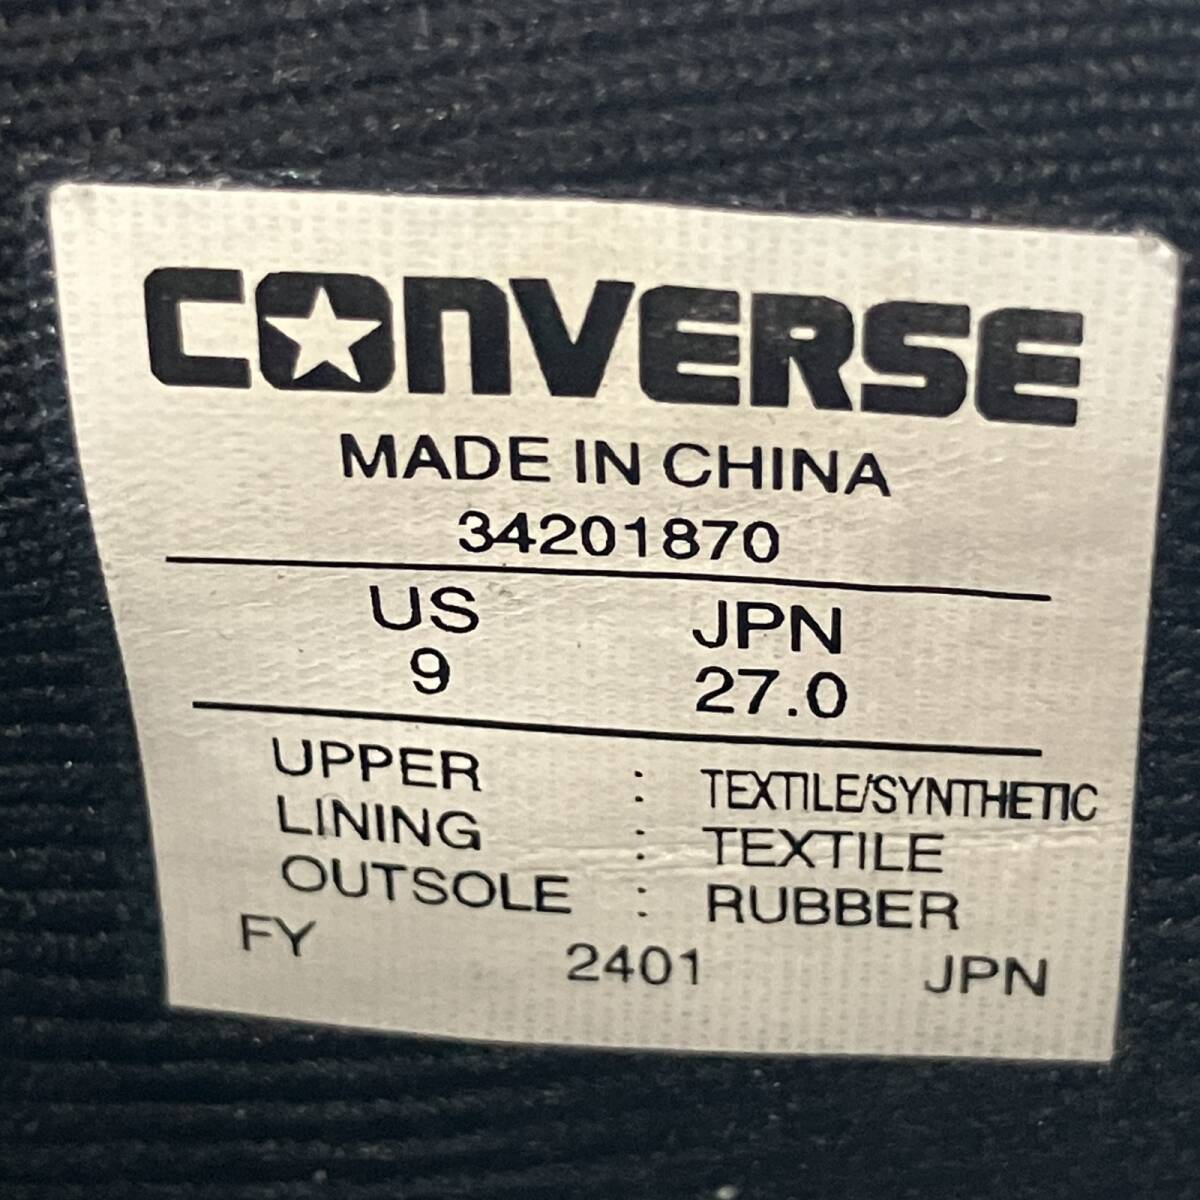 CONVERSE
MADE IN CHINA
34201870
US JPN
9 27.0
UPPER : TEXTILE/SYNTHETIC
LINING : TEXTILE
OUTSOLE : RUBBER
FY 2401 JPN